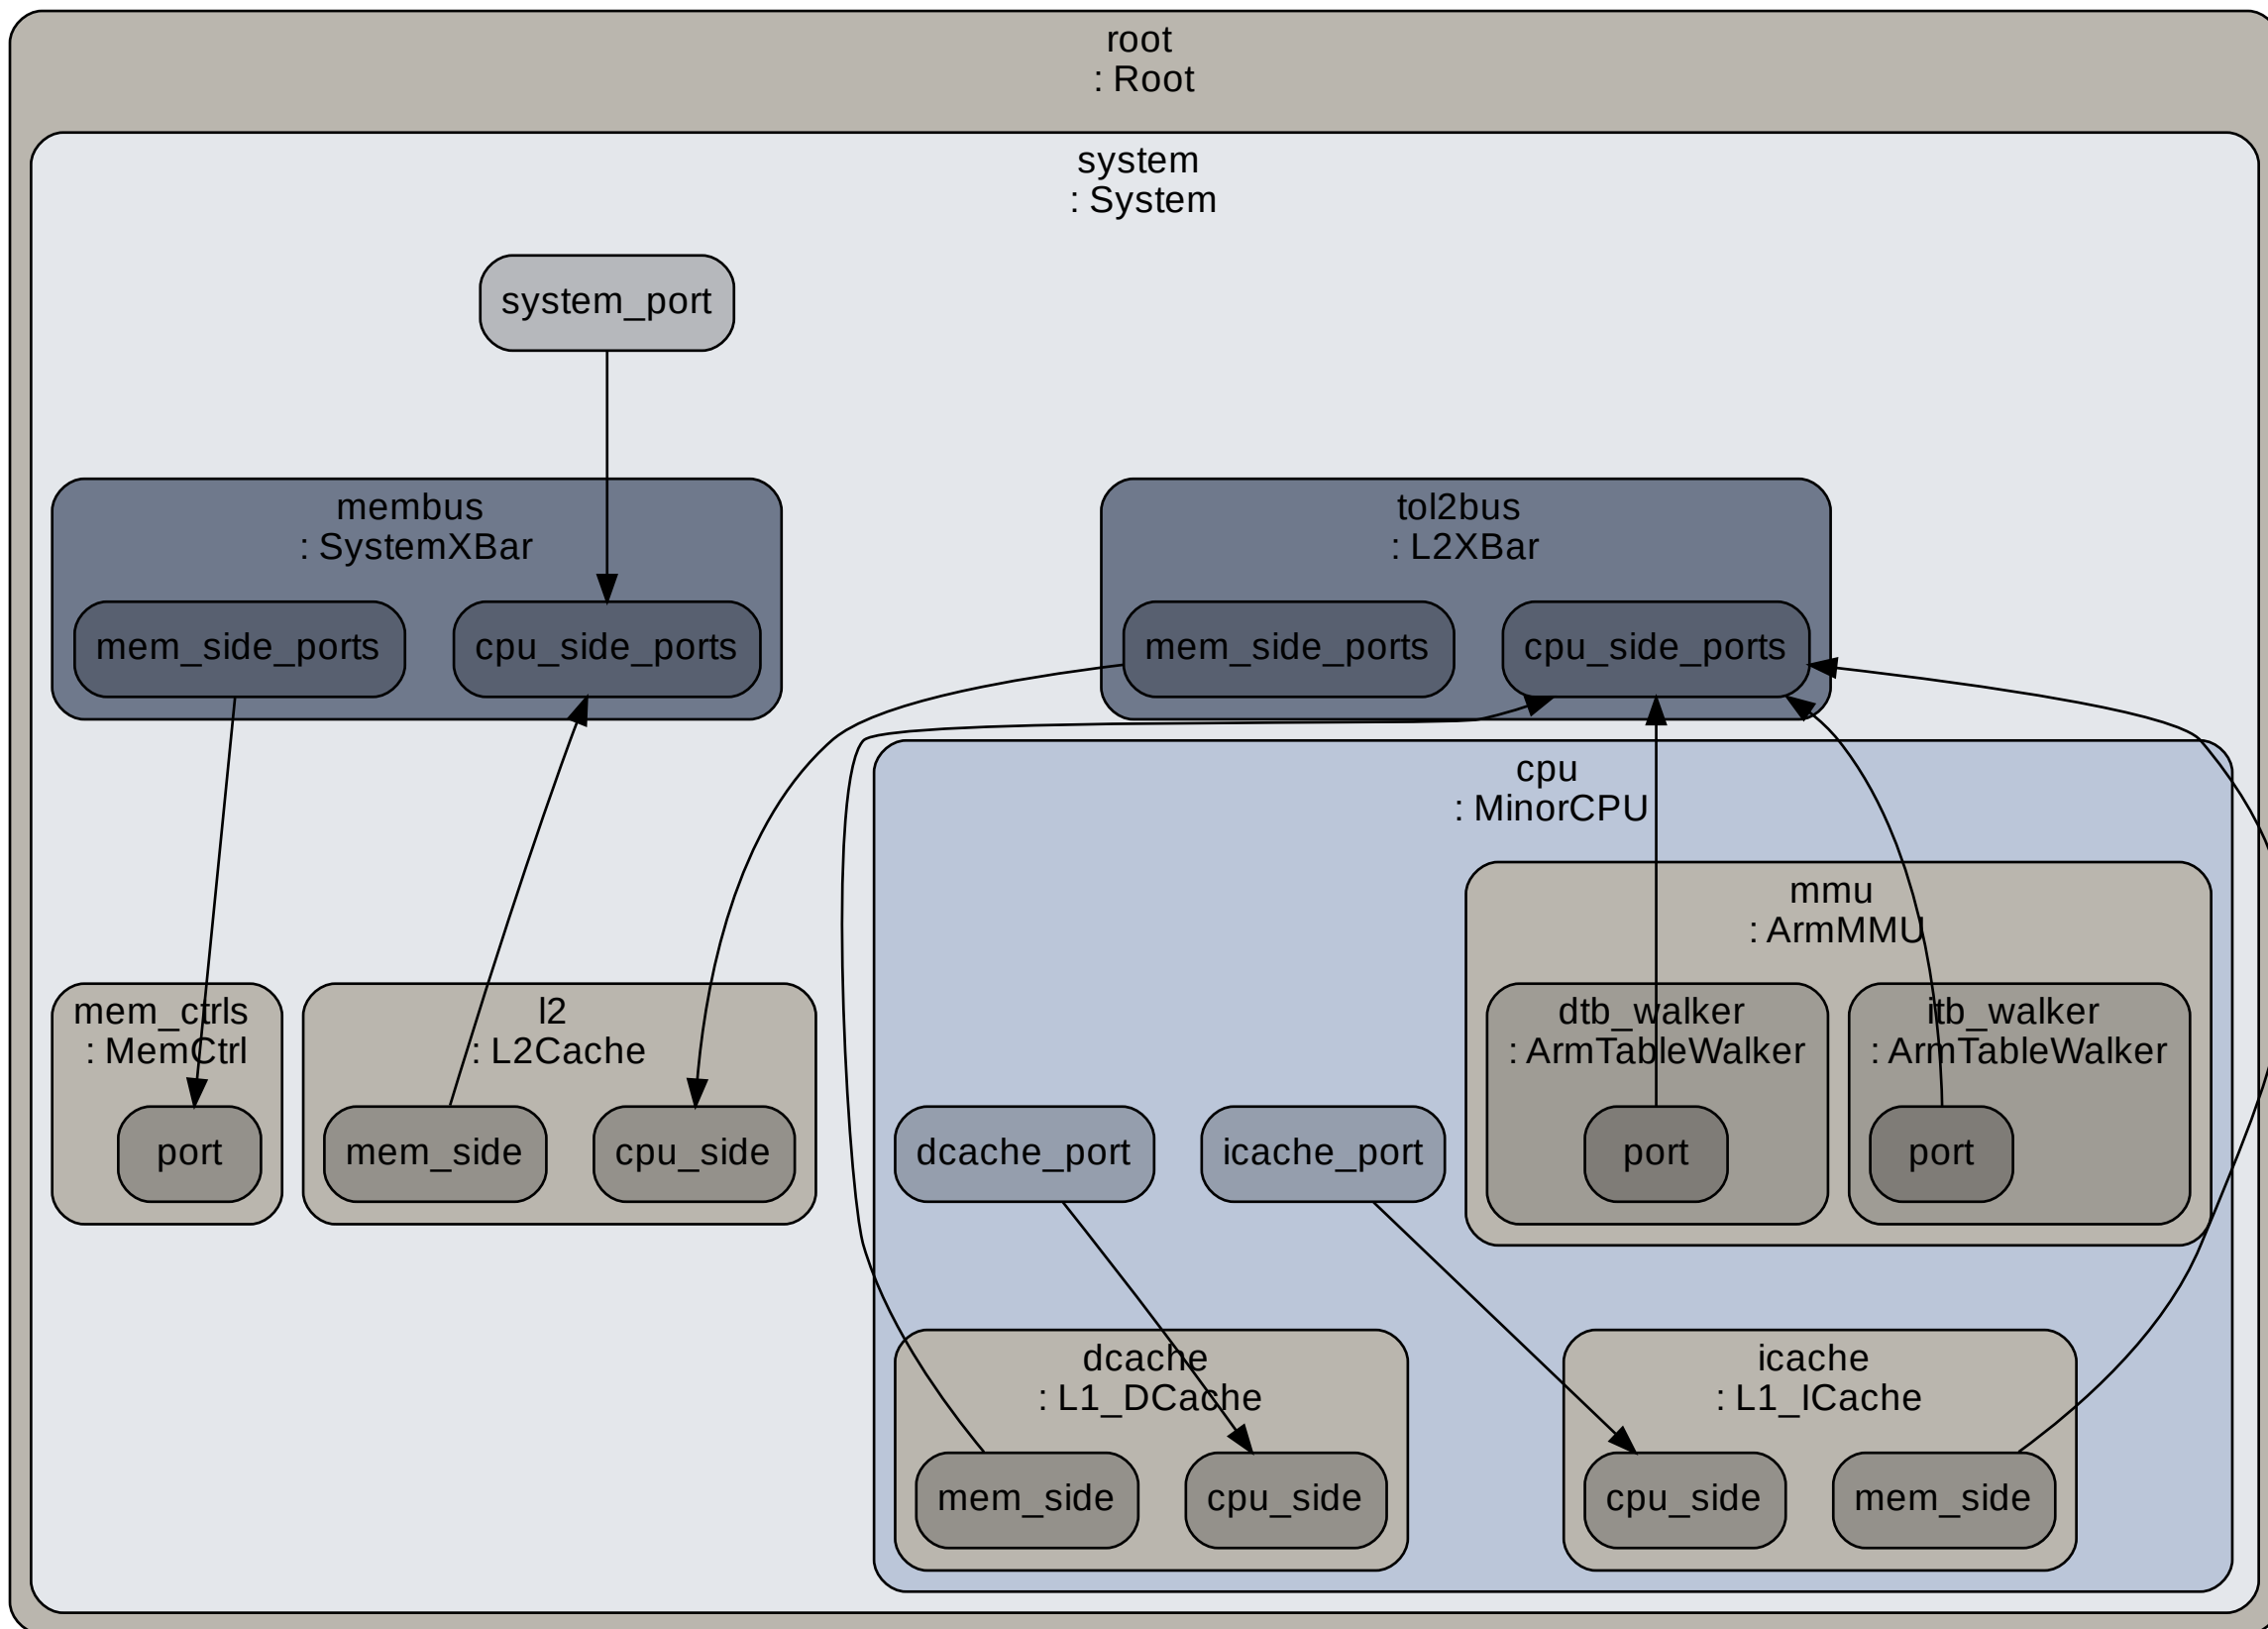 root
: Root
system
: System
system_port
membus
: SystemXBar
tol2bus
: L2XBar
mem_side_ports
cpu_side_ports
mem_side_ports
cpu_side_ports
cpu
: MinorCPU
mmu
: ArmMMU
mem_ctrls
: MemCtrl
l2
: L2Cache
dtb_walker
: ArmTableWalker
itb_walker
: ArmTableWalker
port
mem_side
cpu_side
dcache_port
icache_port
port
port
dcache
: L1_DCache
icache
: L1_ICache
mem_side
cpu_side
cpu_side
mem_side